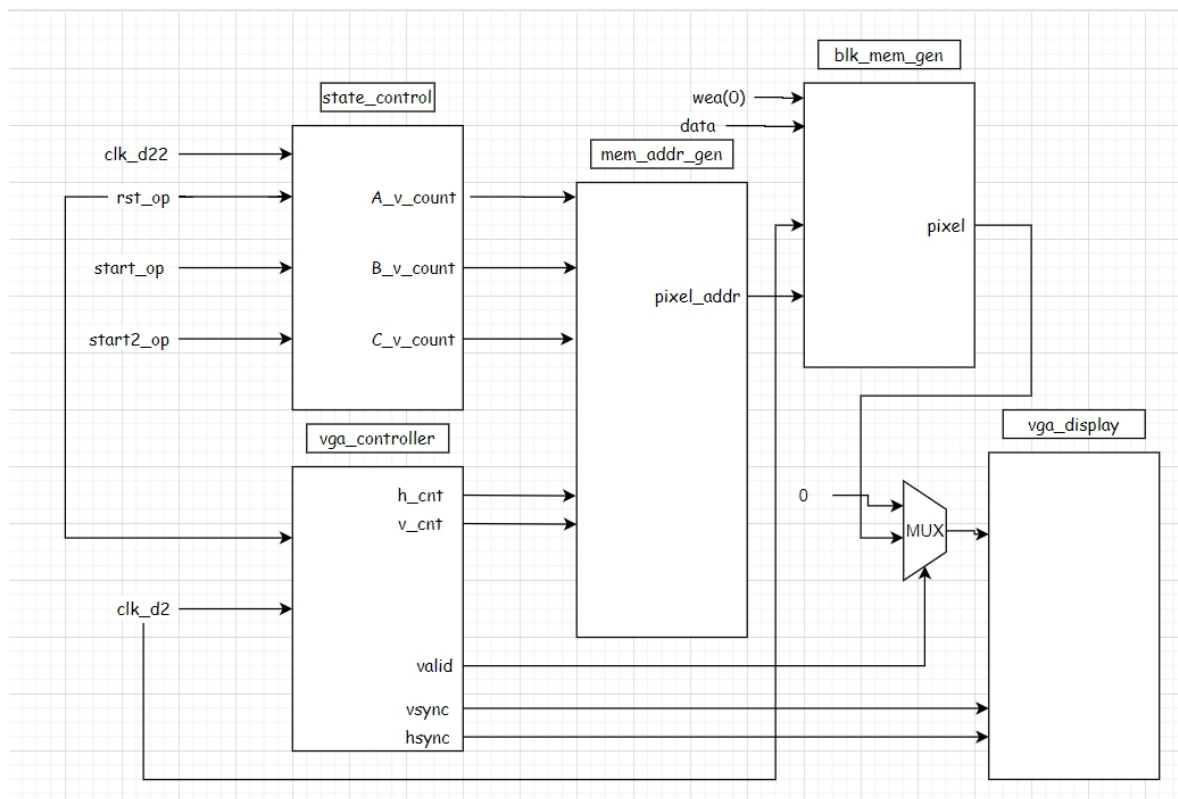 blk_mem_gen
state_control
wea(0)
data
mem_addr_gen
clk_d22
rst_op
A_v_count
pixel
start_op
B_v_count
pixel_addr
start2_op
C_v_count
vga_controller
vga_display
h_cnt
0
v_cnt
MUX
clk_d2
valid
vsync
hsync